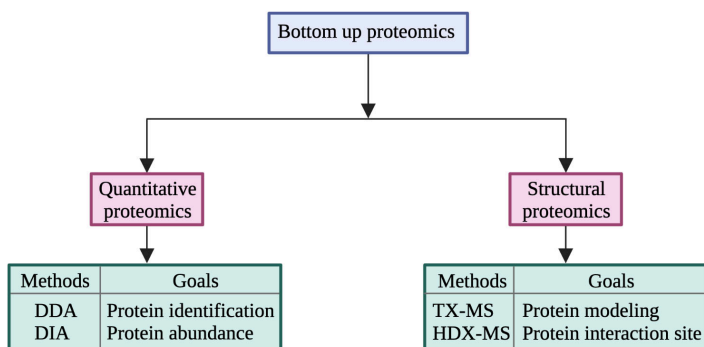 Bottom up proteomics
Quantitative
proteomics
Structural
proteomics
Methods Goals
DDA Protein identification
DIA Protein abundance
Methods Goals
TX-MS Protein modeling
HDX-MS Protein interaction site